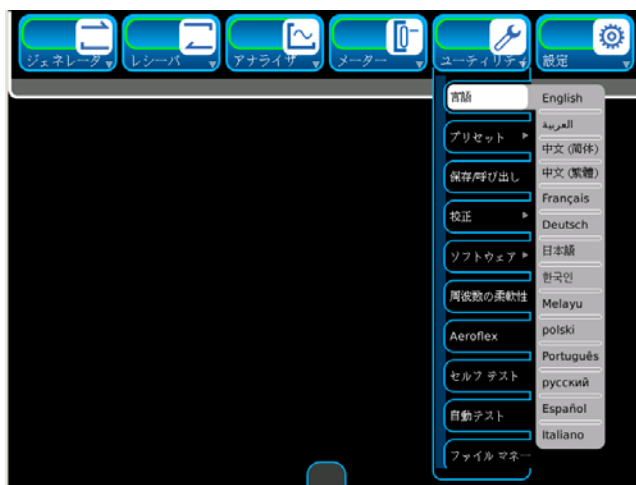 ジェネレータ レシーバ アナライザ メーター ユーティリティ 設定
言語
プリセット
保存/呼び出し
校正
ソフトウェア
周波数の柔軟性
Aeroflex
セルフ テスト
自動テスト
ファイル マネー
English
العربية
中文 (简体)
中文 (繁體)
Français
Deutsch
日本語
한국인
Melayu
polski
Português
русский
Español
Italiano